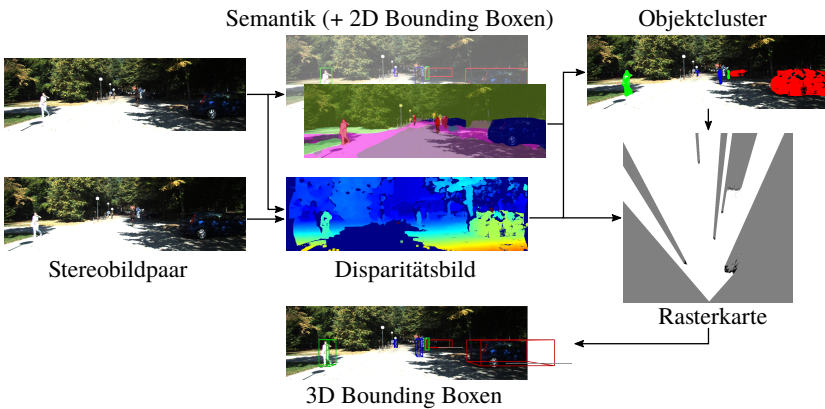 Semantik (+ 2D Bounding Boxen)
Objektcluster
Stereobildpaar
Disparitätsbild
Rasterkarte
3D Bounding Boxen